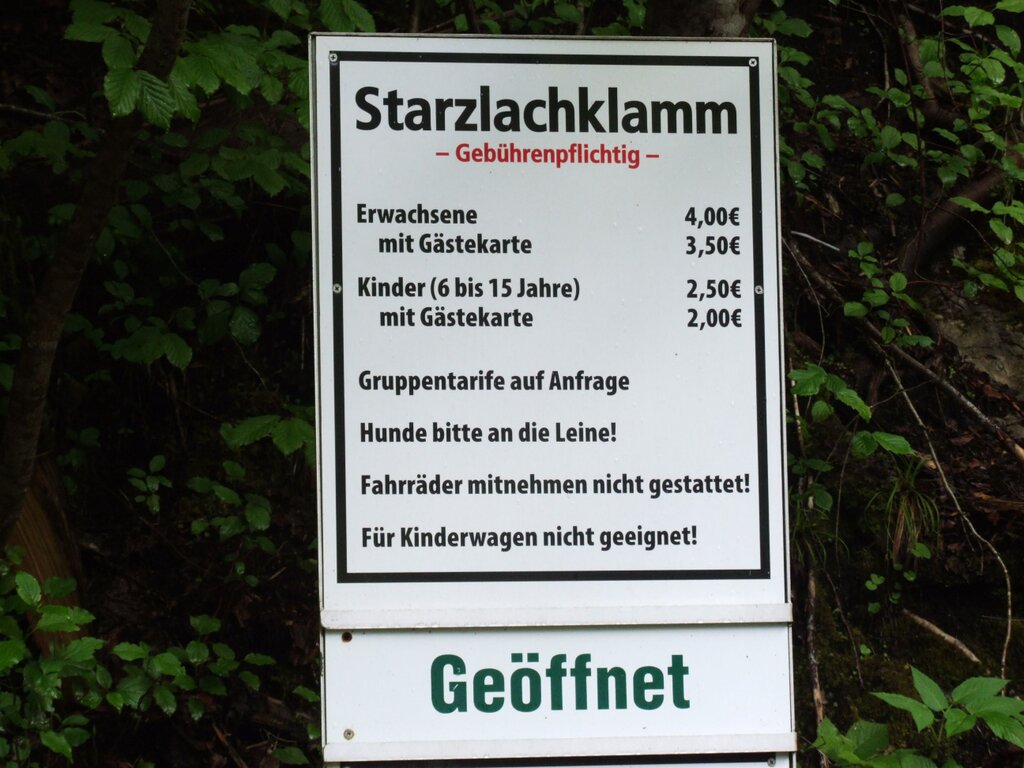 Starzlachklamm
– Gebührenpflichtig –
Erwachsene 4,00€
mit Gästekarte 3,50€
Kinder (6 bis 15 Jahre) 2,50€
mit Gästekarte 2,00€
Gruppentarife auf Anfrage
Hunde bitte an die Leine!
Fahrräder mitnehmen nicht gestattet!
Für Kinderwagen nicht geeignet!
Geöffnet